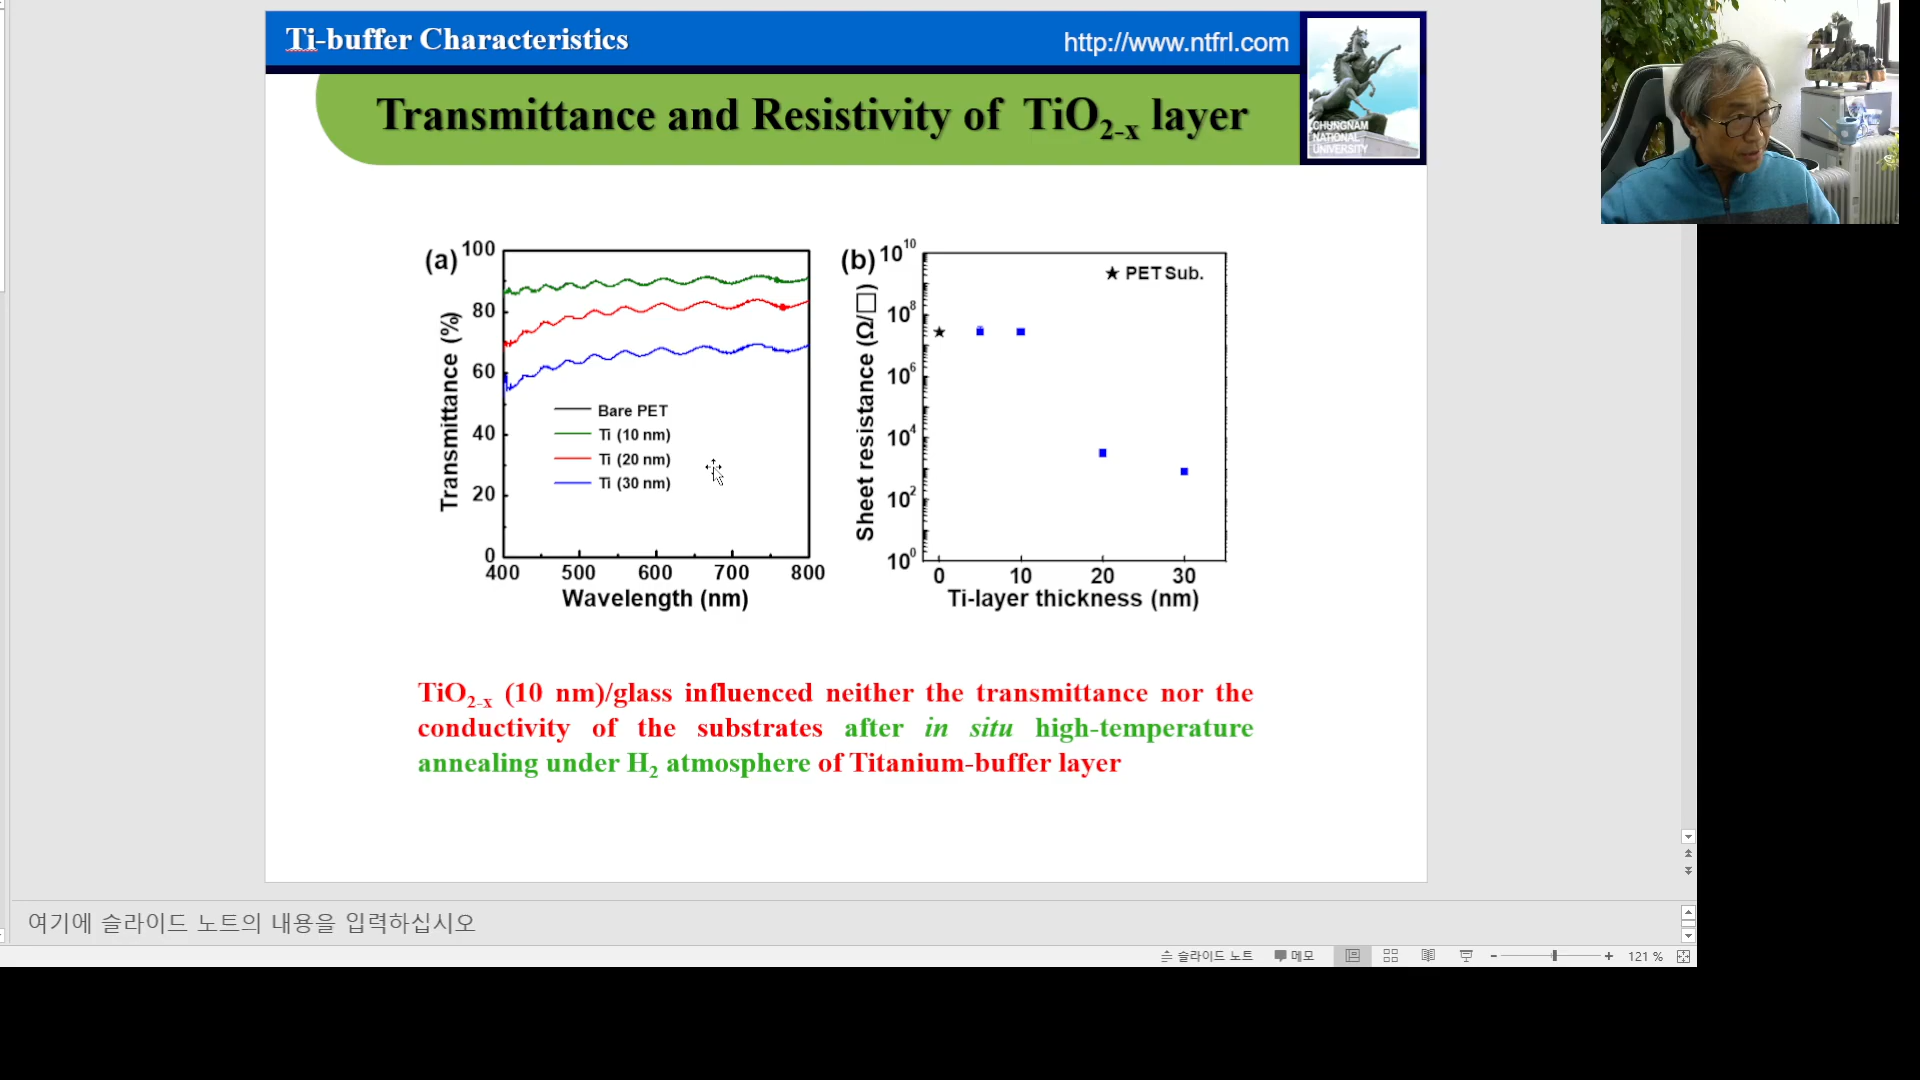 Ti-buffer Characteristics
http://www.ntfrl.com
Transmittance and Resistivity of TiO2-x layer
CHUNGNAM
NATIONAL
UNIVERSITY
(a)
100
80
60
40
20
0
Transmittance (%)
Bare PET
Ti (10 nm)
Ti (20 nm)
Ti (30 nm)
400 500 600 700 800
Wavelength (nm)
(b)
10^10
10^8
10^6
10^4
10^2
10^0
Sheet resistance (Ω/□)
★ PET Sub.
0 10 20 30
Ti-layer thickness (nm)
TiO2-x (10 nm)/glass influenced neither the transmittance nor the
conductivity of the substrates after in situ high-temperature
annealing under H2 atmosphere of Titanium-buffer layer
여기에 슬라이드 노트의 내용을 입력하십시오
슬라이드 노트 메모 121 %